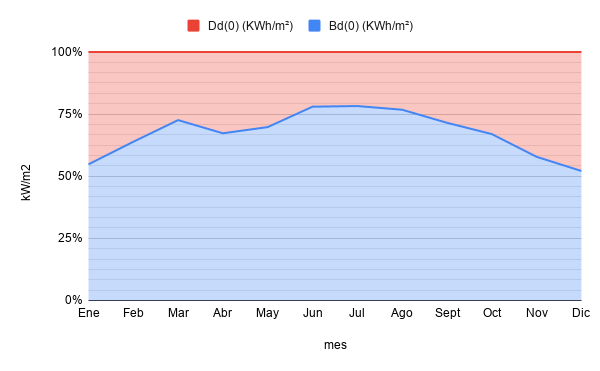 Dd(0) (KWh/m²) Bd(0) (KWh/m²)
100%
75%
50%
25%
0%
kW/m2
Ene Feb Mar Abr May Jun Jul Ago Sept Oct Nov Dic
mes